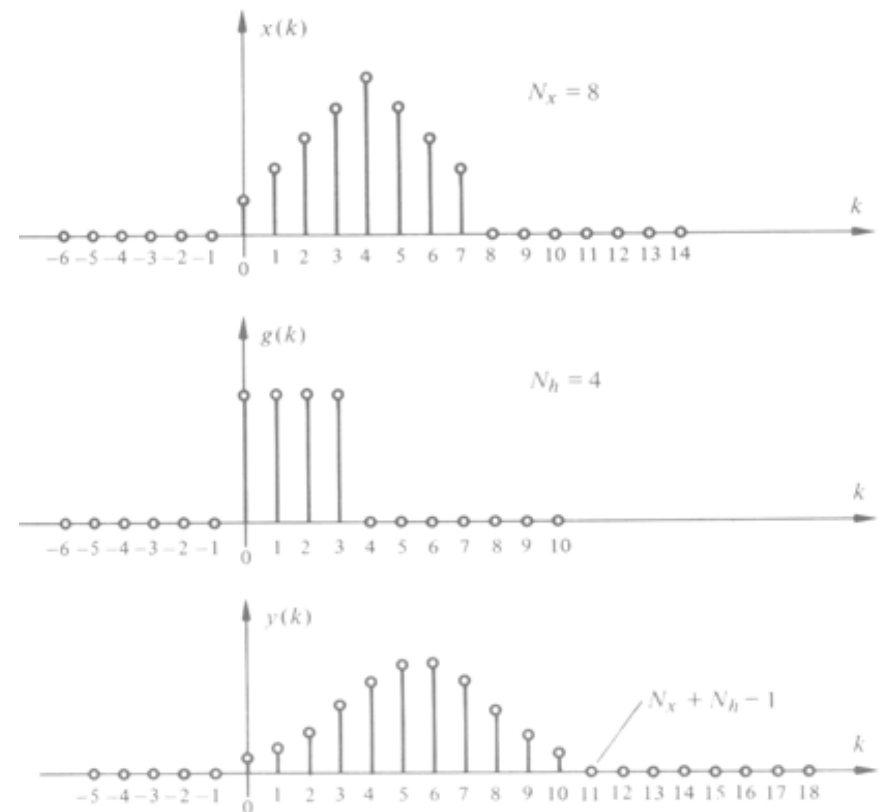 x(k)
N_x = 8
k
−6 −5 −4 −3 −2 −1 0 1 2 3 4 5 6 7 8 9 10 11 12 13 14
g(k)
N_h = 4
k
−6 −5 −4 −3 −2 −1 0 1 2 3 4 5 6 7 8 9 10
y(k)
N_x + N_h − 1
k
−5 −4 −3 −2 −1 0 1 2 3 4 5 6 7 8 9 10 11 12 13 14 15 16 17 18